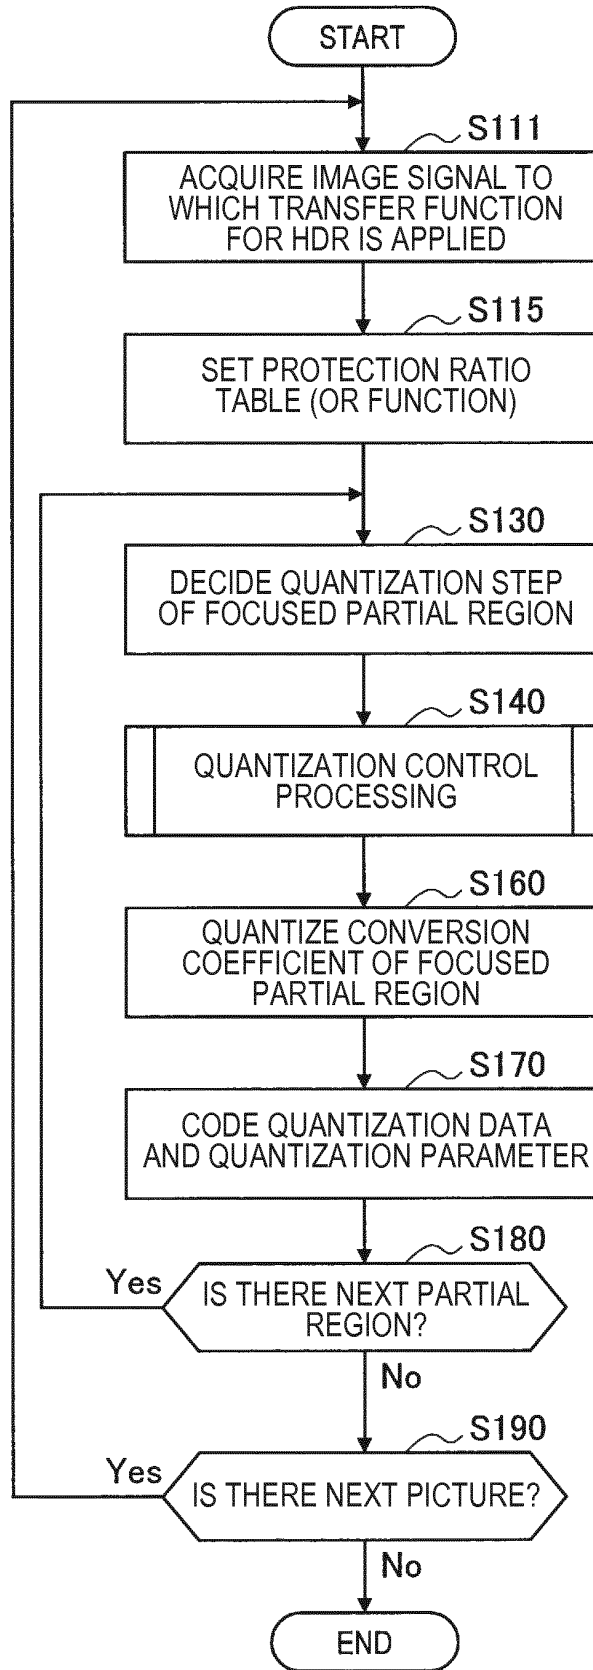 START
S111
ACQUIRE IMAGE SIGNAL TO
WHICH TRANSFER FUNCTION
FOR HDR IS APPLIED
S115
SET PROTECTION RATIO
TABLE (OR FUNCTION)
S130
DECIDE QUANTIZATION STEP
OF FOCUSED PARTIAL REGION
S140
QUANTIZATION CONTROL
PROCESSING
S160
QUANTIZE CONVERSION
COEFFICIENT OF FOCUSED
PARTIAL REGION
S170
CODE QUANTIZATION DATA
AND QUANTIZATION PARAMETER
S180
Yes
IS THERE NEXT PARTIAL
REGION?
No
S190
Yes
IS THERE NEXT PICTURE?
No
END